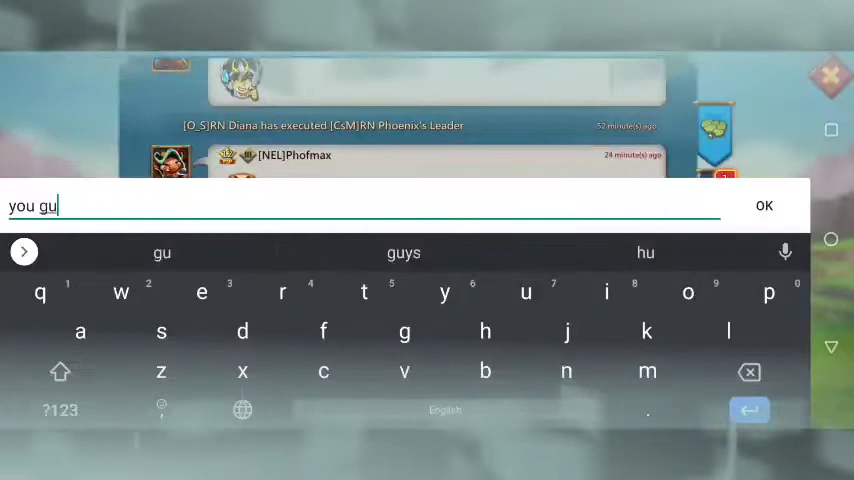 [O_S]RN Diana has executed [CsM]RN Phoenix's Leader 52 minute(s) ago
[NEL]Phofmax 24 minute(s) ago
you gu OK
gu guys hu
q 1 w 2 e 3 r 4 t 5 y 6 u 7 i 8 o 9 p 0
a s d f g h j k l
z x c v b n m
?123 , English .